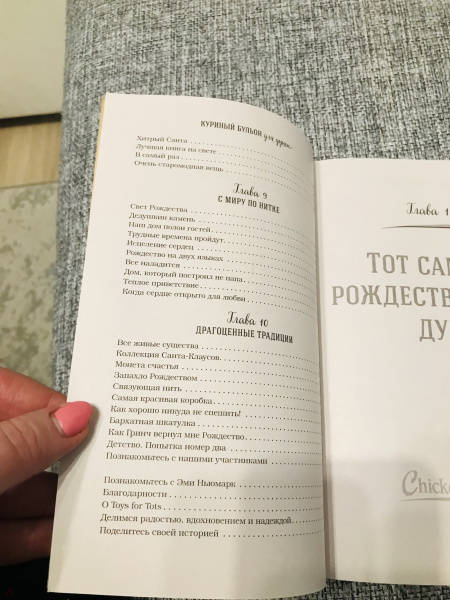 КУРИНЫЙ БУЛЬОН для души
Хитрый Санта
Лучшая книга на свете
В самый раз
Очень старомодная вещь
Глава 9
С МИРУ ПО НИТКЕ
Свет Рождества
Дедушкин камень
Наш дом полон гостей
Трудные времена пройдут
Исцеление сердец
Рождество на двух языках
Все наладится
Дом, который построил не папа
Теплое приветствие
Когда сердце открыто для любви
Глава 10
ДРАГОЦЕННЫЕ ТРАДИЦИИ
Все живые существа
Коллекция Санта-Клаусов
Монета счастья
Запахло Рождеством
Связующая нить
Самая красивая коробка
Как хорошо никуда не спешить!
Бархатная шкатулка
Как Гринч вернул мне Рождество
Детство. Попытка номер два
Познакомьтесь с нашими участниками
Познакомьтесь с Эми Ньюмарк
Благодарности
О Toys for Tots
Делимся радостью, вдохновением и надеждой
Поделитесь своей историей
Глава 1
ТОТ САМ
РОЖДЕСТВ
ДУ
Chick